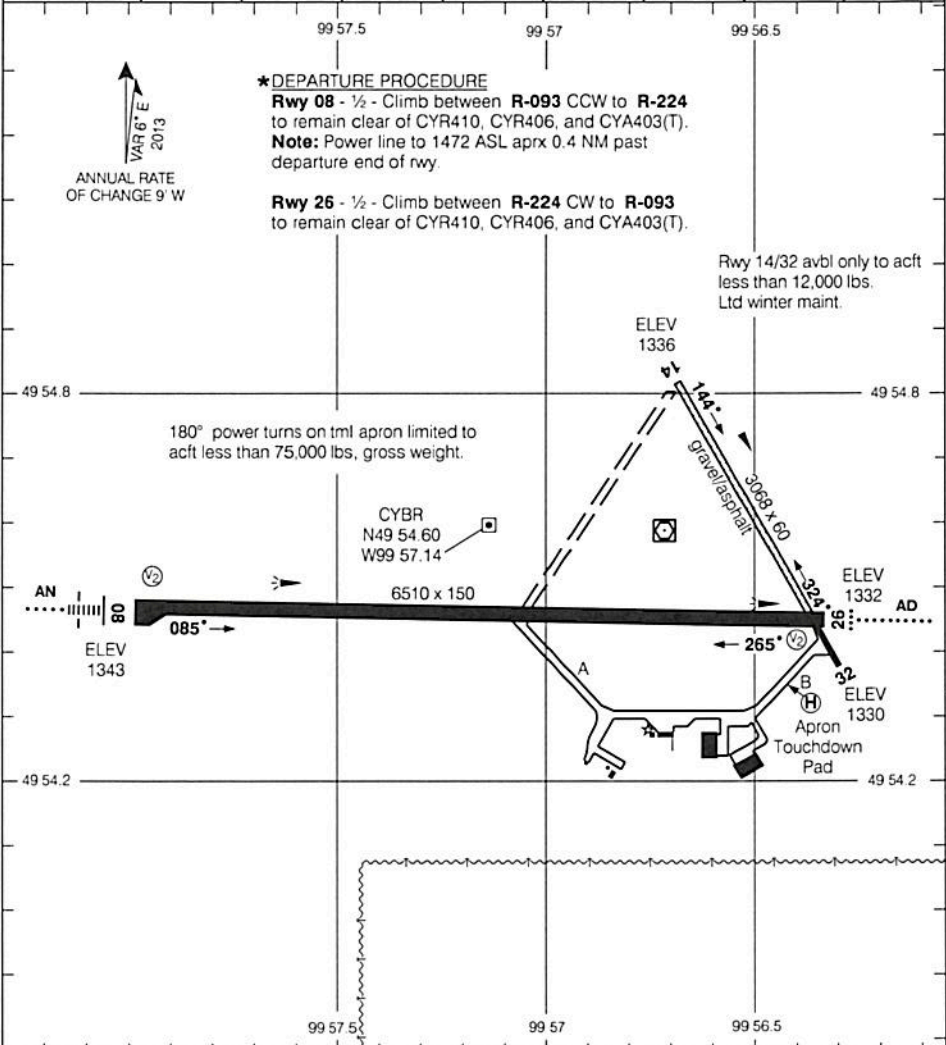 99 57.5
99 57
99 56.5
VAR 6° E
2013
ANNUAL RATE
OF CHANGE 9' W
*DEPARTURE PROCEDURE
Rwy 08 - ½ - Climb between R-093 CCW to R-224
to remain clear of CYR410, CYR406, and CYA403(T).
Note: Power line to 1472 ASL aprx 0.4 NM past
departure end of rwy.
Rwy 26 - ½ - Climb between R-224 CW to R-093
to remain clear of CYR410, CYR406, and CYA403(T).
Rwy 14/32 avbl only to acft
less than 12,000 lbs.
Ltd winter maint.
ELEV
1336
14
49 54.8
49 54.8
144°
180° power turns on tml apron limited to
acft less than 75,000 lbs, gross weight.
gravel/asphalt
3068 x 60
CYBR
N49 54.60
W99 57.14
V2
6510 x 150
324°
ELEV
1332
AN
08
26
AD
085°
265°
V2
ELEV
1343
A
B
32
H
ELEV
1330
Apron
Touchdown
Pad
49 54.2
49 54.2
99 57.5
99 57
99 56.5